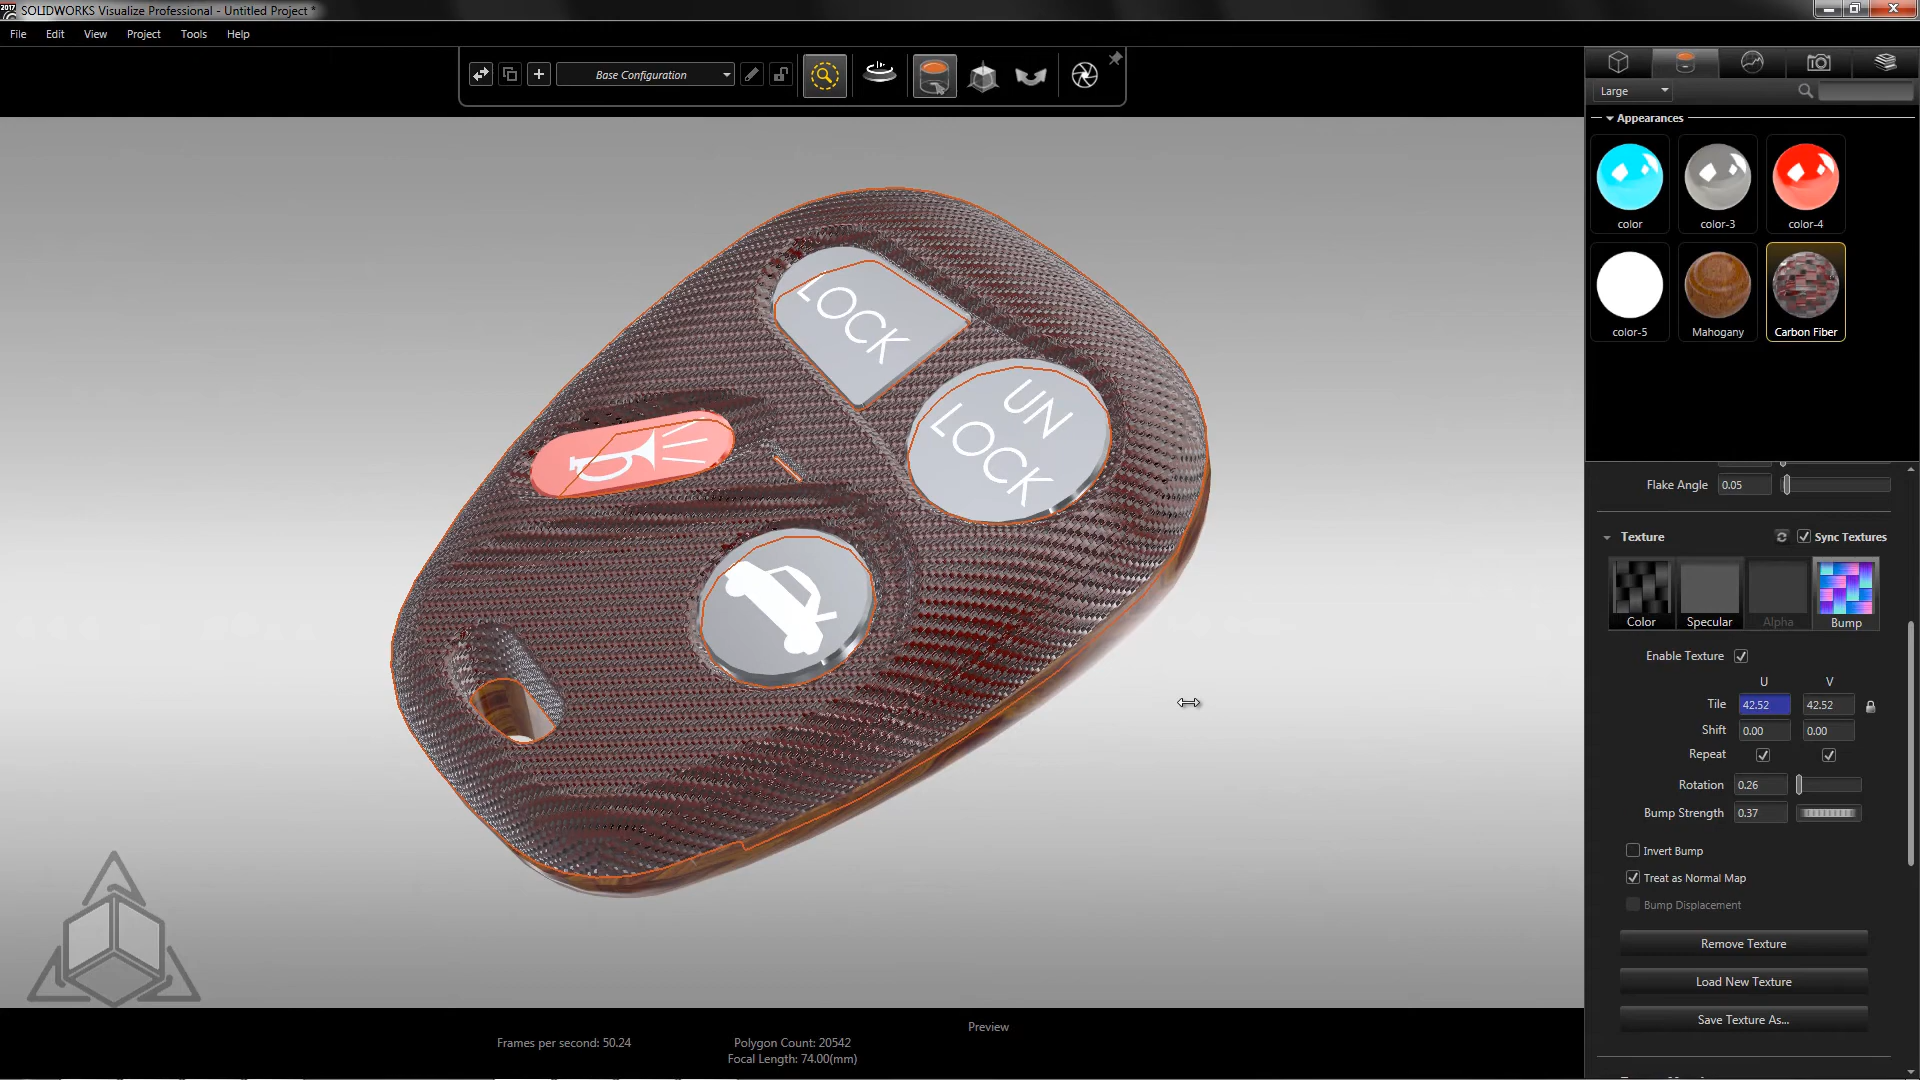 2017
SOLIDWORKS Visualize Professional - Untitled Project *
File Edit View Project Tools Help
Base Configuration
Large
Appearances
color color-3 color-4
color-5 Mahogany Carbon Fiber
LOCK
UN
LOCK
Flake Angle 0.05
Texture Sync Textures
Color Specular Alpha Bump
Enable Texture
U V
Tile 42.52 42.52
Shift 0.00 0.00
Repeat
Rotation 0.26
Bump Strength 0.37
Invert Bump
Treat as Normal Map
Bump Displacement
Remove Texture
Load New Texture
Save Texture As...
Preview
Frames per second: 50.24
Polygon Count: 20542
Focal Length: 74.00(mm)